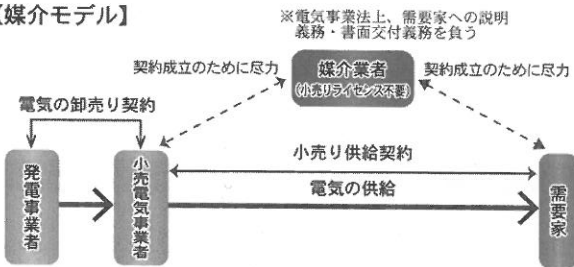 【媒介モデル】
※電気事業法上、需要家への説明
義務・書面交付義務を負う
契約成立のために尽力
媒介業者
(小売りライセンス不要)
契約成立のために尽力
電気の卸売り契約
発電事業者
小売電気事業者
小売り供給契約
電気の供給
需要家